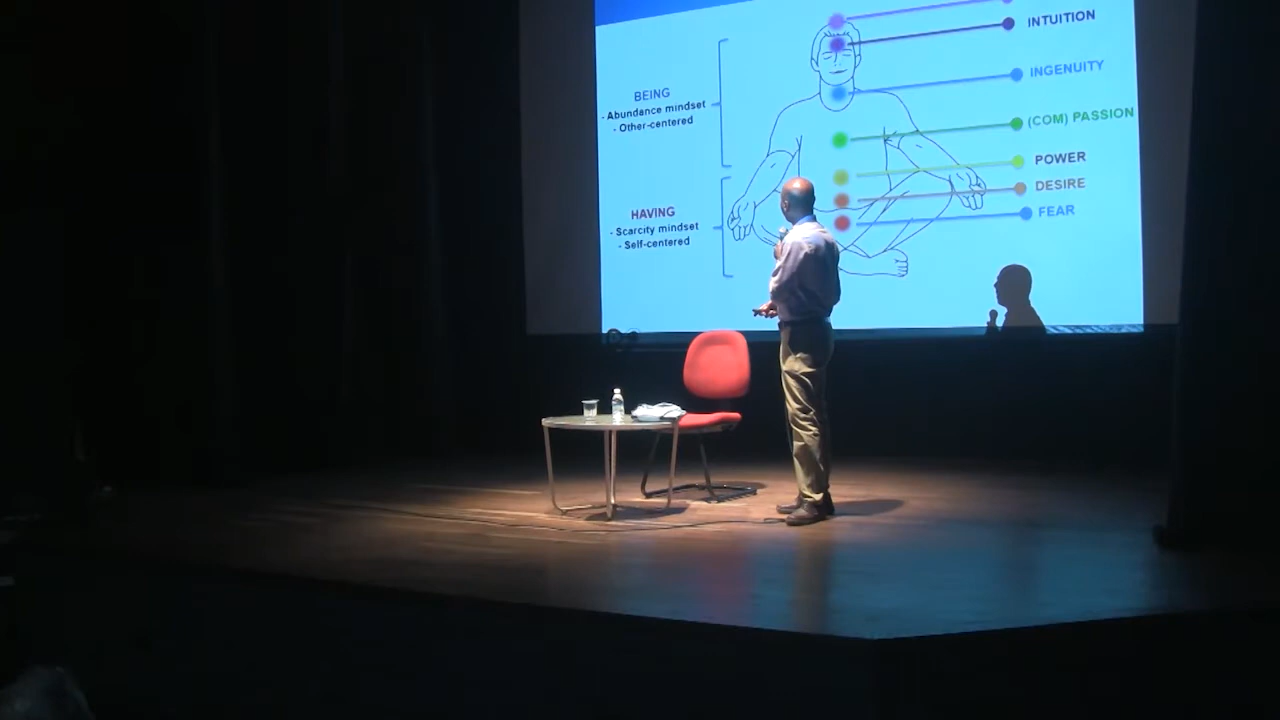 INTUITION
INGENUITY
BEING
- Abundance mindset
- Other-centered
(COM) PASSION
POWER
DESIRE
HAVING
- Scarcity mindset
- Self-centered
FEAR